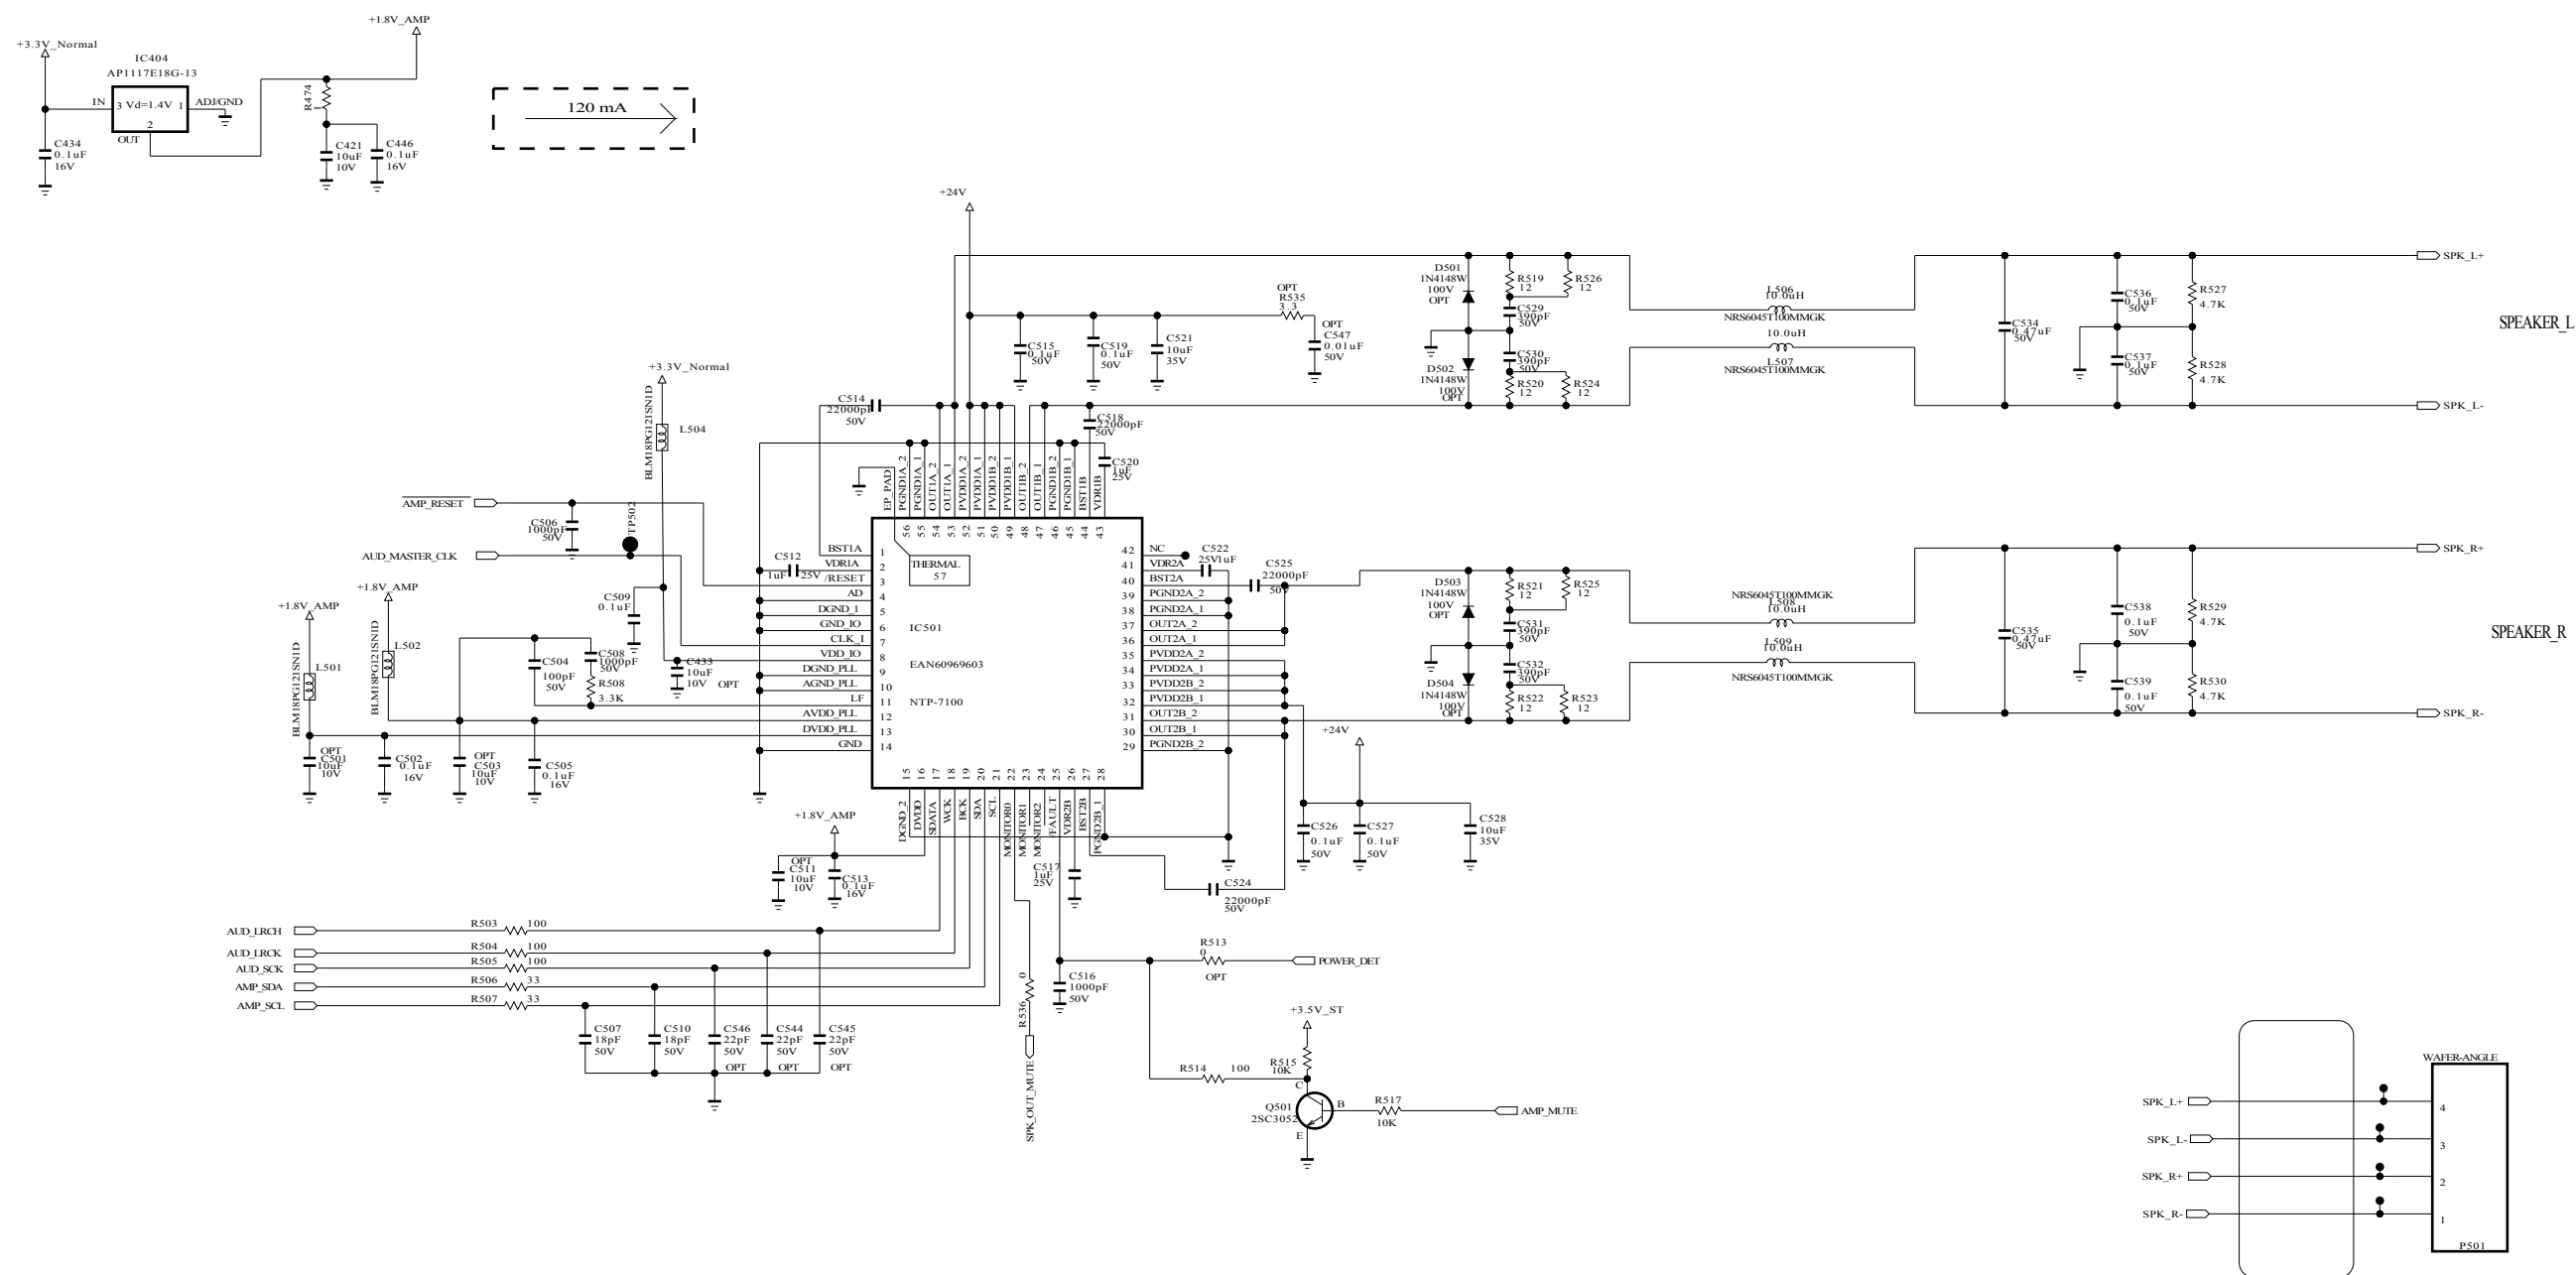 +1.8V_AMP
+3.3V_Normal
IC404
AP1117E18G-13
IN
3 Vd=1.4V 1
ADJ/GND
2
OUT
R474
1
C434
0.1uF
16V
C421
10uF
10V
C446
0.1uF
16V
120 mA
+24V
OPT
R535
3.3
C515
0.1uF
50V
C519
0.1uF
50V
C521
10uF
35V
OPT
C547
0.01uF
50V
D501
1N4148W
100V
OPT
R519
12
R526
12
C529
390pF
50V
C530
390pF
50V
D502
1N4148W
100V
OPT
R520
12
R524
12
L506
10.0uH
NRS6045T100MMGK
10.0uH
L507
NRS6045T100MMGK
C534
0.47uF
50V
C536
0.1uF
50V
C537
0.1uF
50V
R527
4.7K
R528
4.7K
SPK_L+
SPEAKER_L
SPK_L-
+3.3V_Normal
BLM18PG121SN1D
L504
C514
22000pF
50V
C518
22000pF
50V
C520
1uF
25V
EP_PAD
PGND1A_2
PGND1A_1
OUT1A_2
OUT1A_1
PVDD1A_2
PVDD1A_1
PVDD1B_2
PVDD1B_1
OUT1B_2
OUT1B_1
PGND1B_2
PGND1B_1
BST1B
VDR1B
56
55
54
53
52
51
50
49
48
47
46
45
44
43
AMP_RESET
C506
1000pF
50V
TP502
AUD_MASTER_CLK
C512
1uF
25V
C509
0.1uF
C433
10uF
10V
OPT
+1.8V_AMP
+1.8V_AMP
BLM18PG121SN1D
L501
BLM18PG121SN1D
L502
C504
100pF
50V
C508
1000pF
50V
R508
3.3K
OPT
C501
10uF
10V
C502
0.1uF
16V
OPT
C503
10uF
10V
C505
0.1uF
16V
BST1A
1
VDR1A
2
/RESET
3
AD
4
DGND_1
5
GND_IO
6
CLK_I
7
VDD_IO
8
DGND_PLL
9
AGND_PLL
10
LF
11
AVDD_PLL
12
DVDD_PLL
13
GND
14
THERMAL
57
IC501
EAN60969603
NTP-7100
42
NC
41
VDR2A
40
BST2A
39
PGND2A_2
38
PGND2A_1
37
OUT2A_2
36
OUT2A_1
35
PVDD2A_2
34
PVDD2A_1
33
PVDD2B_2
32
PVDD2B_1
31
OUT2B_2
30
OUT2B_1
29
PGND2B_2
C522
25V1uF
C525
22000pF
50V
D503
1N4148W
100V
OPT
R521
12
R525
12
C531
390pF
50V
C532
390pF
50V
D504
1N4148W
100V
OPT
R522
12
R523
12
NRS6045T100MMGK
L508
10.0uH
L509
10.0uH
NRS6045T100MMGK
C535
0.47uF
50V
C538
0.1uF
50V
C539
0.1uF
50V
R529
4.7K
R530
4.7K
SPK_R+
SPEAKER_R
SPK_R-
15
16
17
18
19
20
21
22
23
24
25
26
27
28
DGND_2
DVDD
SDATA
WCK
BCK
SDA
SCL
MONITOR0
MONITOR1
MONITOR2
/FAULT
VDR2B
BST2B
PGND2B_1
+1.8V_AMP
OPT
C511
10uF
10V
C513
0.1uF
16V
C517
1uF
25V
C524
22000pF
50V
+24V
C526
0.1uF
50V
C527
0.1uF
50V
C528
10uF
35V
AUD_LRCH
R503
100
AUD_LRCK
R504
100
AUD_SCK
R505
100
AMP_SDA
R506
33
AMP_SCL
R507
33
C507
18pF
50V
C510
18pF
50V
C546
22pF
50V
OPT
C544
22pF
50V
OPT
C545
22pF
50V
OPT
R536
0
SPK_OUT_MUTE
C516
1000pF
50V
R513
0
OPT
POWER_DET
+3.5V_ST
R515
10K
R514
100
C
Q501
2SC3052
B
E
R517
10K
AMP_MUTE
WAFER-ANGLE
SPK_L+
4
SPK_L-
3
SPK_R+
2
SPK_R-
1
P501